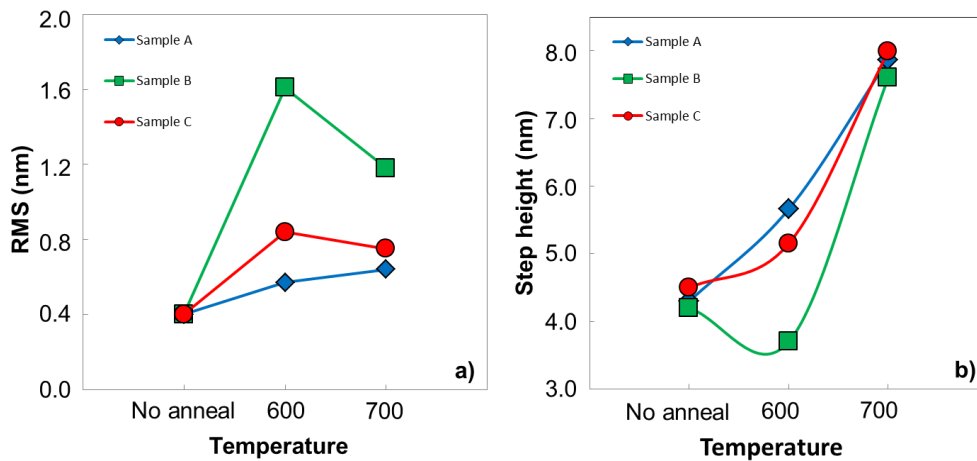 2.0
1.6
1.2
0.8
0.4
0.0
RMS (nm)
Sample A
Sample B
Sample C
a)
No anneal 600 700
Temperature
8.0
7.0
6.0
5.0
4.0
3.0
Step height (nm)
Sample A
Sample B
Sample C
b)
No anneal 600 700
Temperature